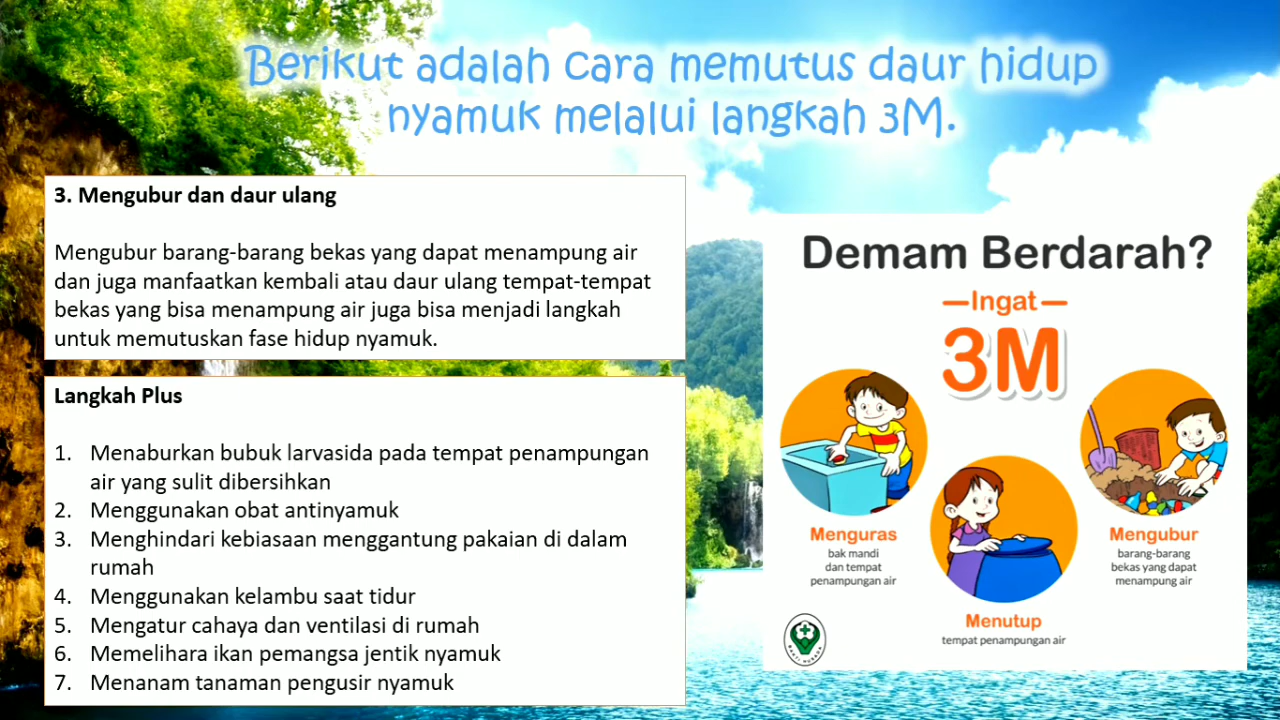 Berikut adalah cara memutus daur hidup
nyamuk melalui langkah 3M.
3. Mengubur dan daur ulang
Mengubur barang-barang bekas yang dapat menampung air
dan juga manfaatkan kembali atau daur ulang tempat-tempat
bekas yang bisa menampung air juga bisa menjadi langkah
untuk memutuskan fase hidup nyamuk.
Langkah Plus
1. Menaburkan bubuk larvasida pada tempat penampungan
air yang sulit dibersihkan
2. Menggunakan obat antinyamuk
3. Menghindari kebiasaan menggantung pakaian di dalam
rumah
4. Menggunakan kelambu saat tidur
5. Mengatur cahaya dan ventilasi di rumah
6. Memelihara ikan pemangsa jentik nyamuk
7. Menanam tanaman pengusir nyamuk
Demam Berdarah?
Ingat
3M
Menguras
bak mandi
dan tempat
penampungan air
Menutup
tempat penampungan air
Mengubur
barang-barang
bekas yang dapat
menampung air
BAKTI HUSADA